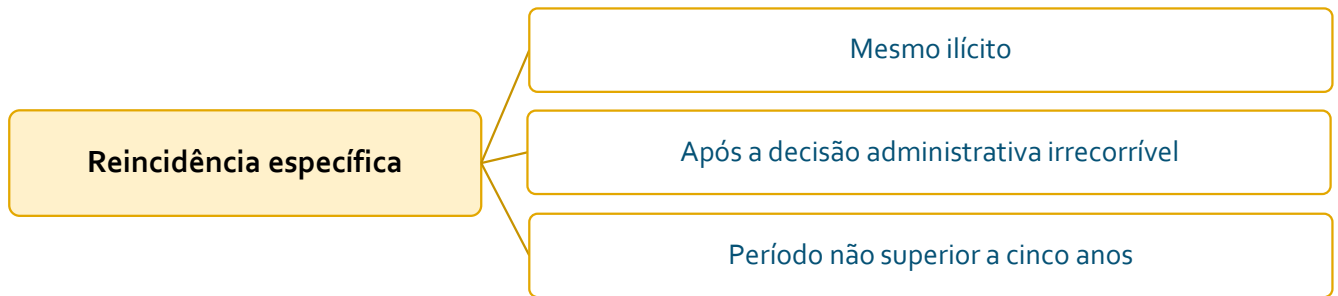 Mesmo ilícito
Reincidência específica
Após a decisão administrativa irrecorrível
Período não superior a cinco anos